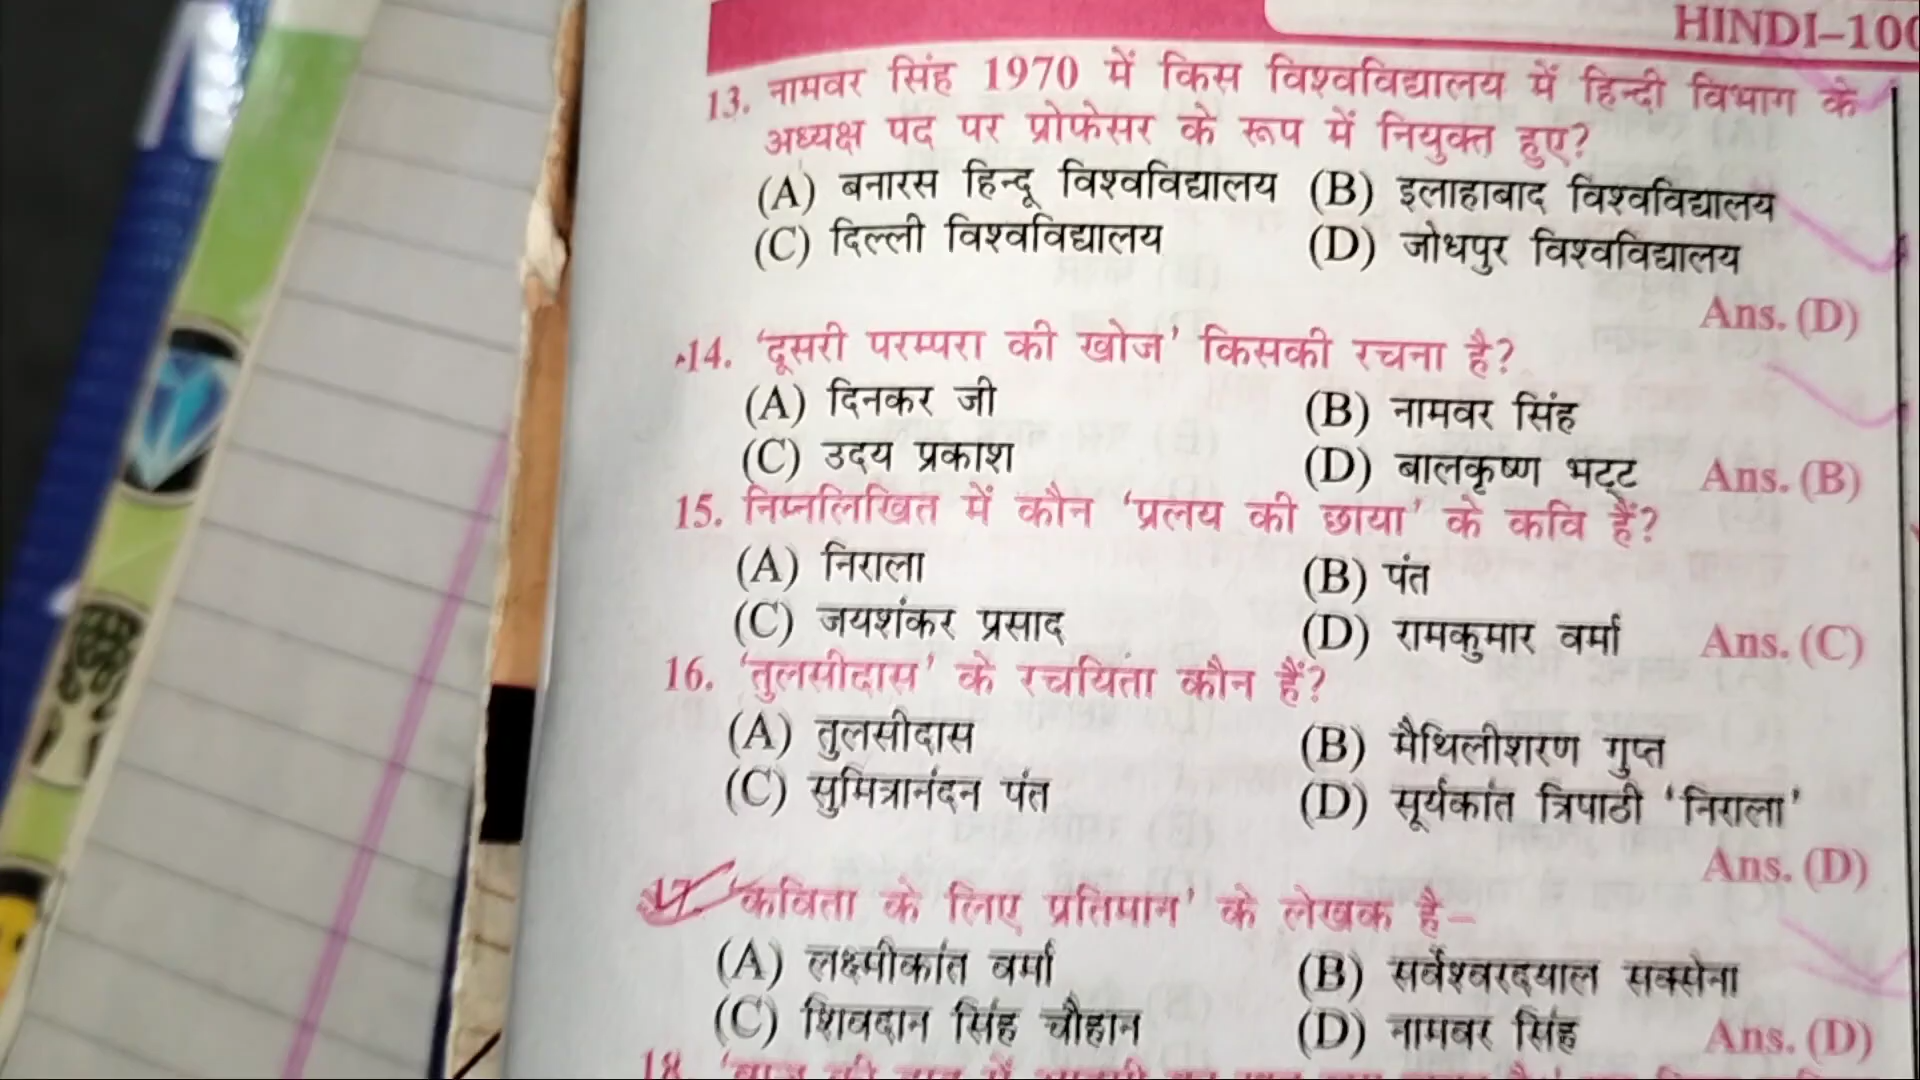 HINDI–100
13. नामवर सिंह 1970 में किस विश्वविद्यालय में हिन्दी विभाग के
अध्यक्ष पद पर प्रोफेसर के रूप में नियुक्त हुए?
(A) बनारस हिन्दू विश्वविद्यालय (B) इलाहाबाद विश्वविद्यालय
(C) दिल्ली विश्वविद्यालय (D) जोधपुर विश्वविद्यालय
Ans. (D)
14. 'दूसरी परम्परा की खोज' किसकी रचना है?
(A) दिनकर जी (B) नामवर सिंह
(C) उदय प्रकाश (D) बालकृष्ण भट्ट Ans. (B)
15. निम्नलिखित में कौन 'प्रलय की छाया' के कवि हैं?
(A) निराला (B) पंत
(C) जयशंकर प्रसाद (D) रामकुमार वर्मा Ans. (C)
16. 'तुलसीदास' के रचयिता कौन हैं?
(A) तुलसीदास (B) मैथिलीशरण गुप्त
(C) सुमित्रानंदन पंत (D) सूर्यकांत त्रिपाठी 'निराला'
Ans. (D)
17. 'कविता के लिए प्रतिमान' के लेखक है–
(A) लक्ष्मीकांत वर्मा (B) सर्वेश्वरदयाल सक्सेना
(C) शिवदान सिंह चौहान (D) नामवर सिंह Ans. (D)
18.